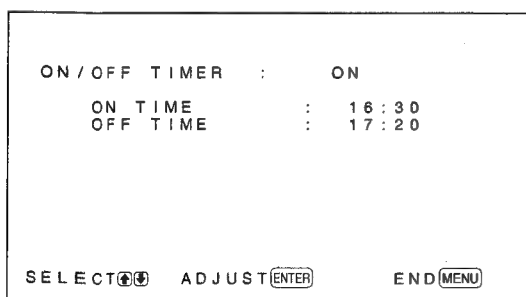 ON/OFF TIMER : ON
ON TIME : 16:30
OFF TIME : 17:20
SELECT⬆⬇ ADJUST ENTER END MENU